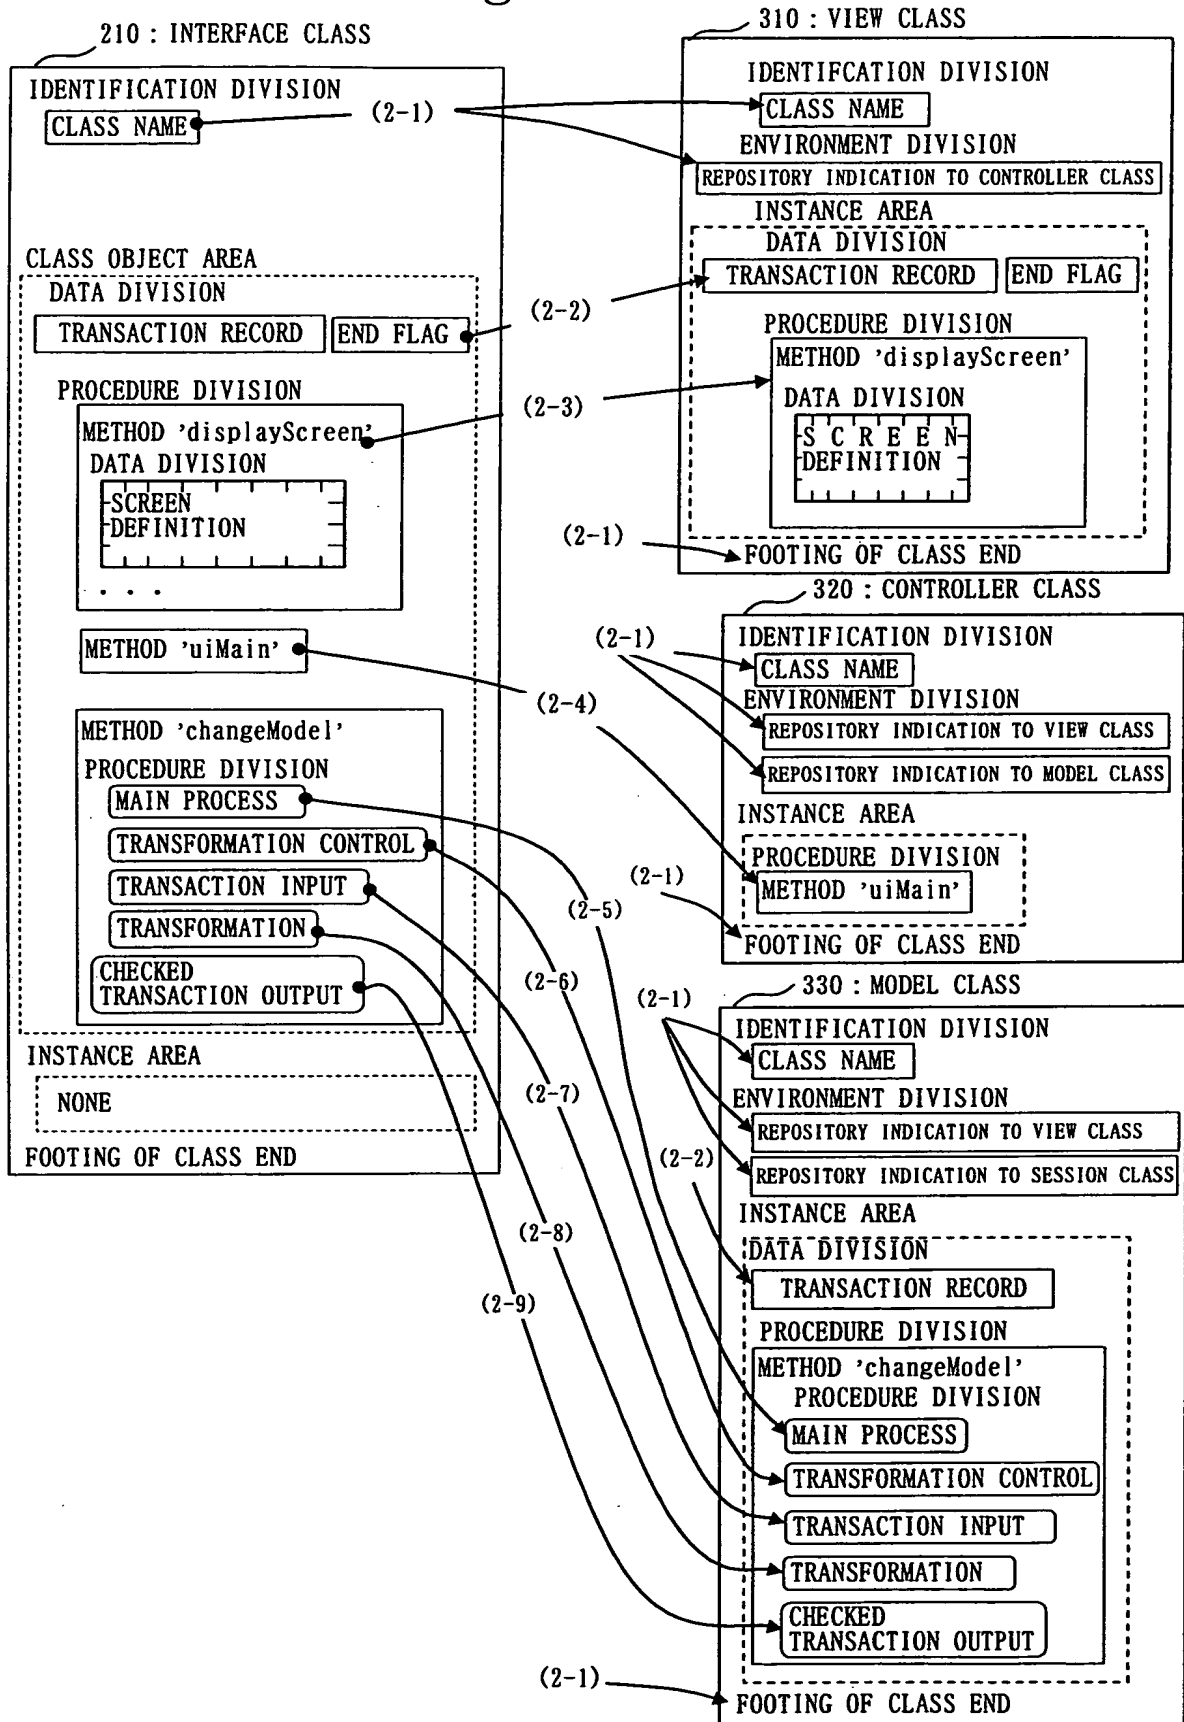 210 : INTERFACE CLASS
IDENTIFICATION DIVISION
CLASS NAME
(2-1)
CLASS OBJECT AREA
DATA DIVISION
TRANSACTION RECORD
END FLAG
(2-2)
PROCEDURE DIVISION
METHOD 'displayScreen'
(2-3)
DATA DIVISION
SCREEN
DEFINITION
. . .
METHOD 'uiMain'
(2-4)
METHOD 'changeModel'
PROCEDURE DIVISION
MAIN PROCESS
TRANSFORMATION CONTROL
TRANSACTION INPUT
TRANSFORMATION
CHECKED
TRANSACTION OUTPUT
INSTANCE AREA
NONE
FOOTING OF CLASS END
(2-5)
(2-6)
(2-7)
(2-8)
(2-9)
310 : VIEW CLASS
IDENTIFCATION DIVISION
CLASS NAME
ENVIRONMENT DIVISION
REPOSITORY INDICATION TO CONTROLLER CLASS
INSTANCE AREA
DATA DIVISION
TRANSACTION RECORD
END FLAG
PROCEDURE DIVISION
METHOD 'displayScreen'
DATA DIVISION
S C R E E N
DEFINITION
(2-1)
FOOTING OF CLASS END
320 : CONTROLLER CLASS
(2-1)
IDENTIFICATION DIVISION
CLASS NAME
ENVIRONMENT DIVISION
REPOSITORY INDICATION TO VIEW CLASS
REPOSITORY INDICATION TO MODEL CLASS
INSTANCE AREA
PROCEDURE DIVISION
METHOD 'uiMain'
(2-1)
FOOTING OF CLASS END
330 : MODEL CLASS
(2-1)
IDENTIFICATION DIVISION
CLASS NAME
ENVIRONMENT DIVISION
REPOSITORY INDICATION TO VIEW CLASS
(2-2)
REPOSITORY INDICATION TO SESSION CLASS
INSTANCE AREA
DATA DIVISION
TRANSACTION RECORD
PROCEDURE DIVISION
METHOD 'changeModel'
PROCEDURE DIVISION
MAIN PROCESS
TRANSFORMATION CONTROL
TRANSACTION INPUT
TRANSFORMATION
CHECKED
TRANSACTION OUTPUT
(2-1)
FOOTING OF CLASS END